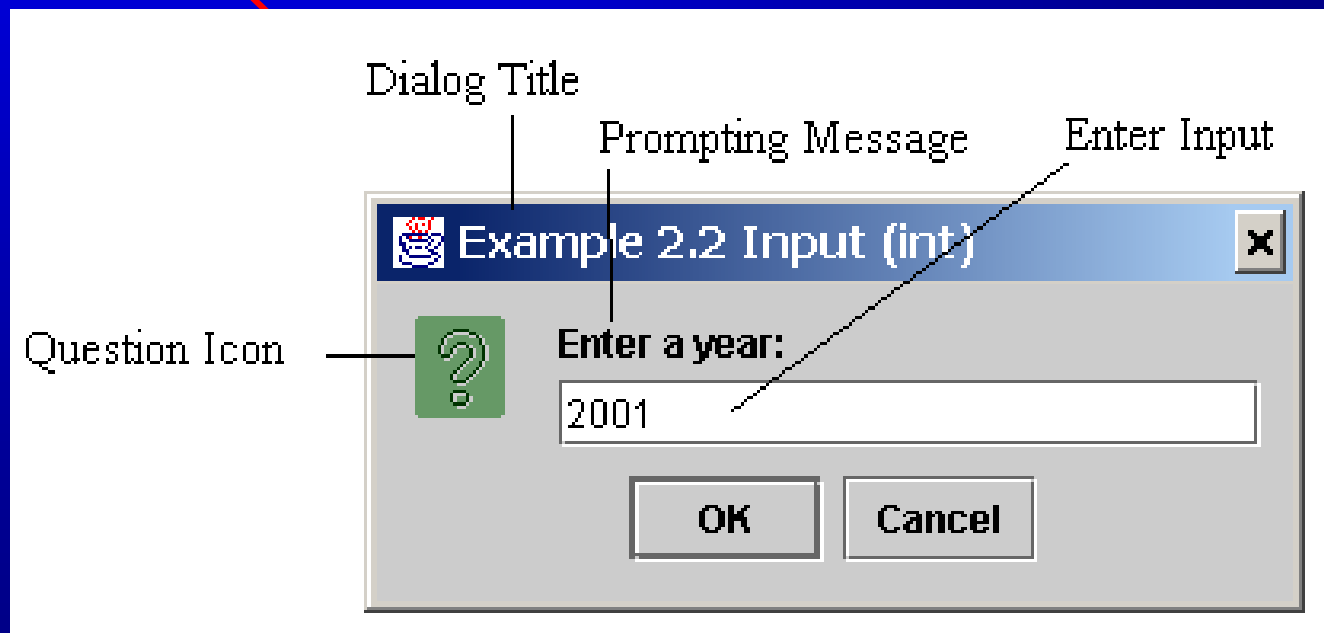 Dialog Title
Prompting Message
Enter Input
Example 2.2 Input (int)
Question Icon
Enter a year:
2001
OK
Cancel